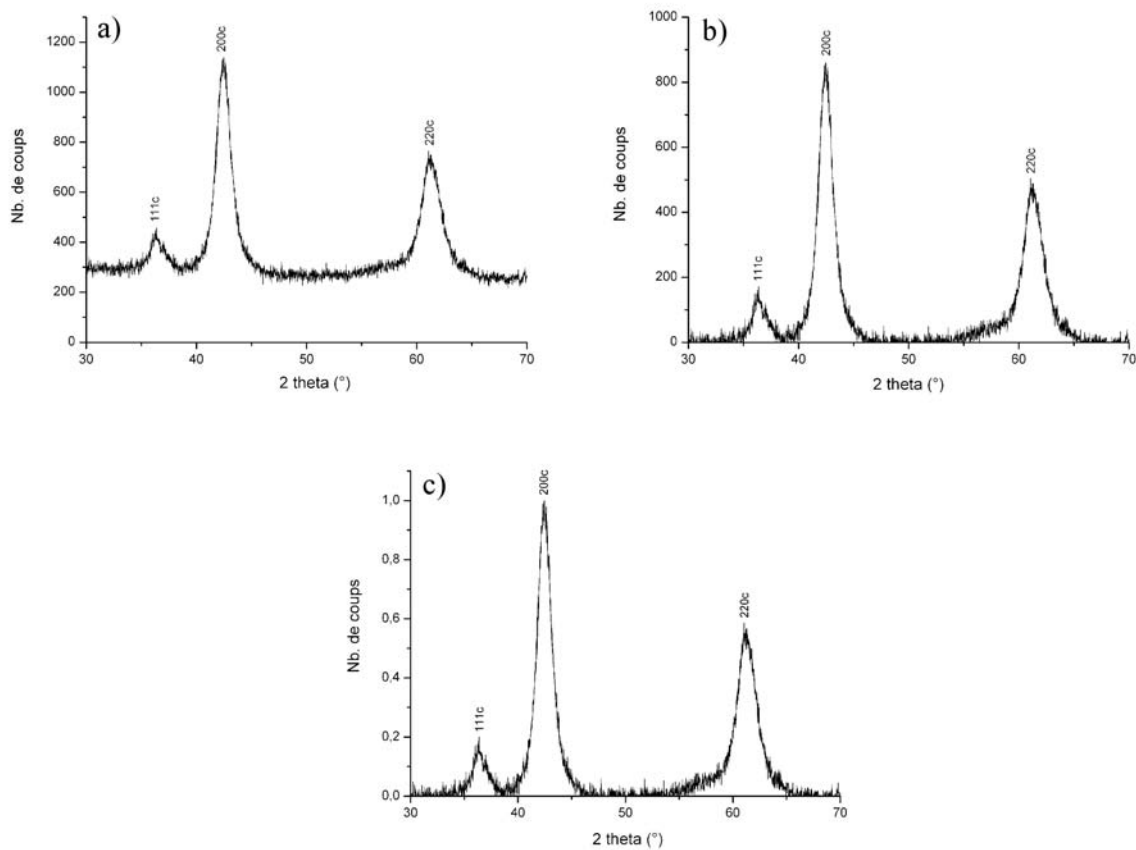 a)
200c
220c
111c
1200
1000
800
600
400
200
0
30 40 50 60 70
2 theta (°)
Nb. de coups
b)
200c
220c
111c
1000
800
600
400
200
0
30 40 50 60 70
2 theta (°)
Nb. de coups
c)
200c
220c
111c
1,0
0,8
0,6
0,4
0,2
0,0
30 40 50 60 70
2 theta (°)
Nb. de coups